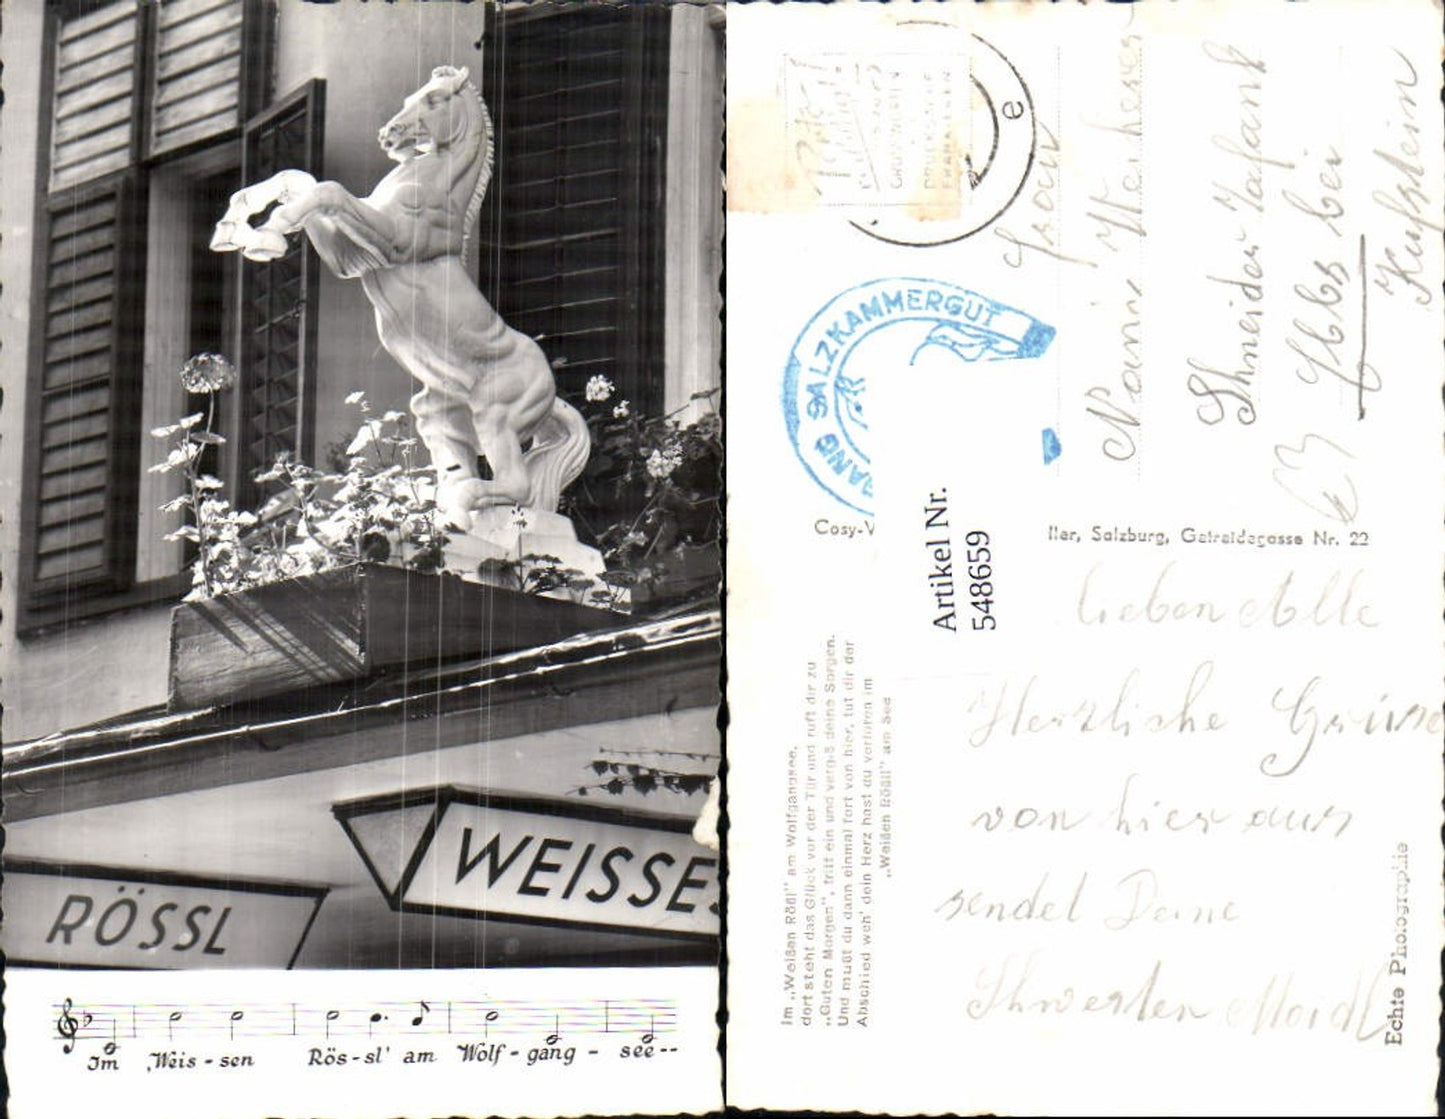 RÖSSL
WEISSES
Im „Weis - sen Rös - sl' am Wolf - gang - see --
e
SALZKAMMERGUT
Frau
Nanni
Schneider
Ebbs bei
Kufstein
Cosy-V
ller, Salzburg, Getreidegasse Nr. 22
Artikel Nr.
548659
Im „Weißen Rößl" am Wolfgangsee,
dort steht das Glück vor der Tür und ruft dir zu
„Guten Morgen", tritt ein und vergiß deine Sorgen.
Und mußt du dann einmal fort von hier, tut dir der
Abschied weh' dein Herz hast du verloren im
„Weißen Rößl" am See
Lieben Alle
Herzliche Grüsse
von hier aus
sendet Deine
Echte Photographie